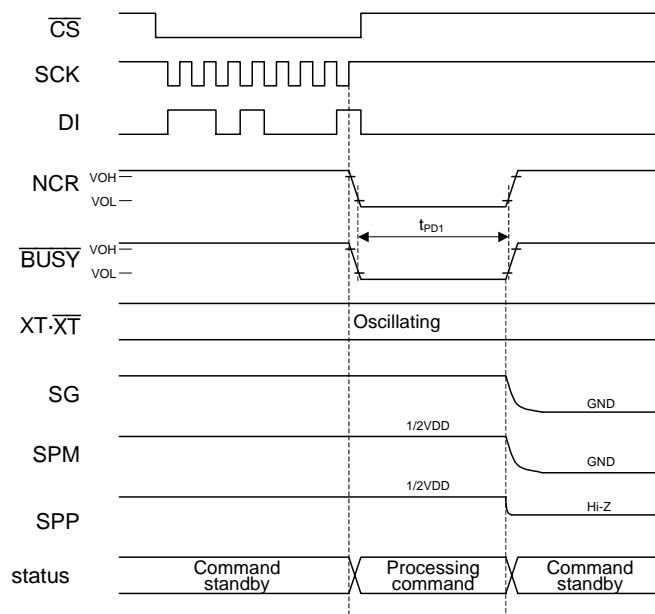 CS
SCK
DI
NCR VOH
VOL
tPD1
BUSY VOH
VOL
XT·XT Oscillating
SG GND
SPM 1/2VDD GND
SPP 1/2VDD Hi-Z
status Command standby Processing command Command standby